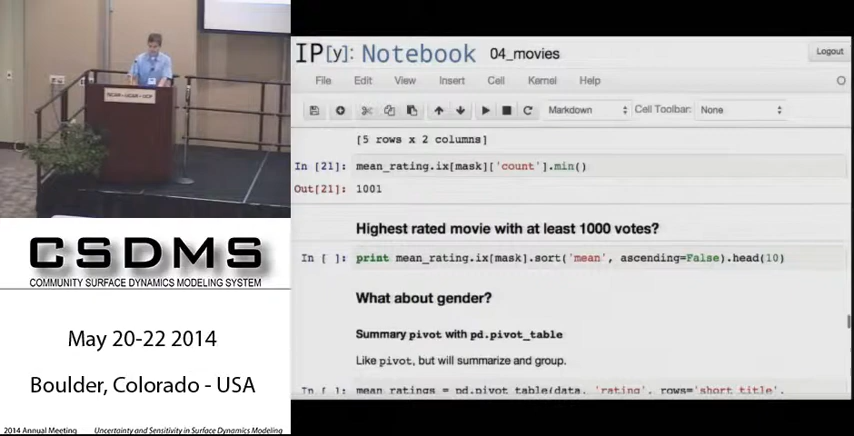 IP[y]: Notebook 04_movies
Logout
File Edit View Insert Cell Kernel Help
Markdown Cell Toolbar: None
[5 rows x 2 columns]
In [21]: mean_rating.ix[mask]['count'].min()
Out[21]: 1001
Highest rated movie with at least 1000 votes?
In [ ]: print mean_rating.ix[mask].sort('mean', ascending=False).head(10)
What about gender?
Summary pivot with pd.pivot_table
Like pivot, but will summarize and group.
In [ ]: mean_ratings = pd.pivot_table(data, 'rating', rows='short_title',
CSDMS
COMMUNITY SURFACE DYNAMICS MODELING SYSTEM
May 20-22 2014
Boulder, Colorado - USA
2014 Annual Meeting Uncertainty and Sensitivity in Surface Dynamics Modeling